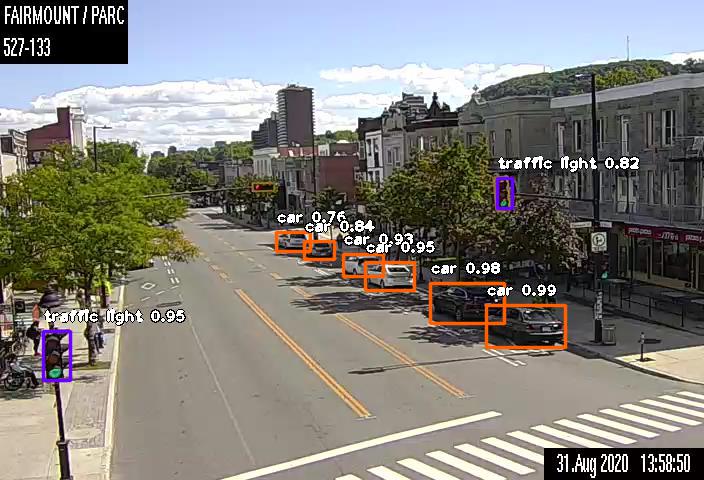 FAIRMOUNT / PARC
527-133
traffic light 0.82
car 0.76
car 0.84
car 0.93
car 0.95
car 0.98
car 0.99
traffic light 0.95
31.Aug 2020 13:58:50